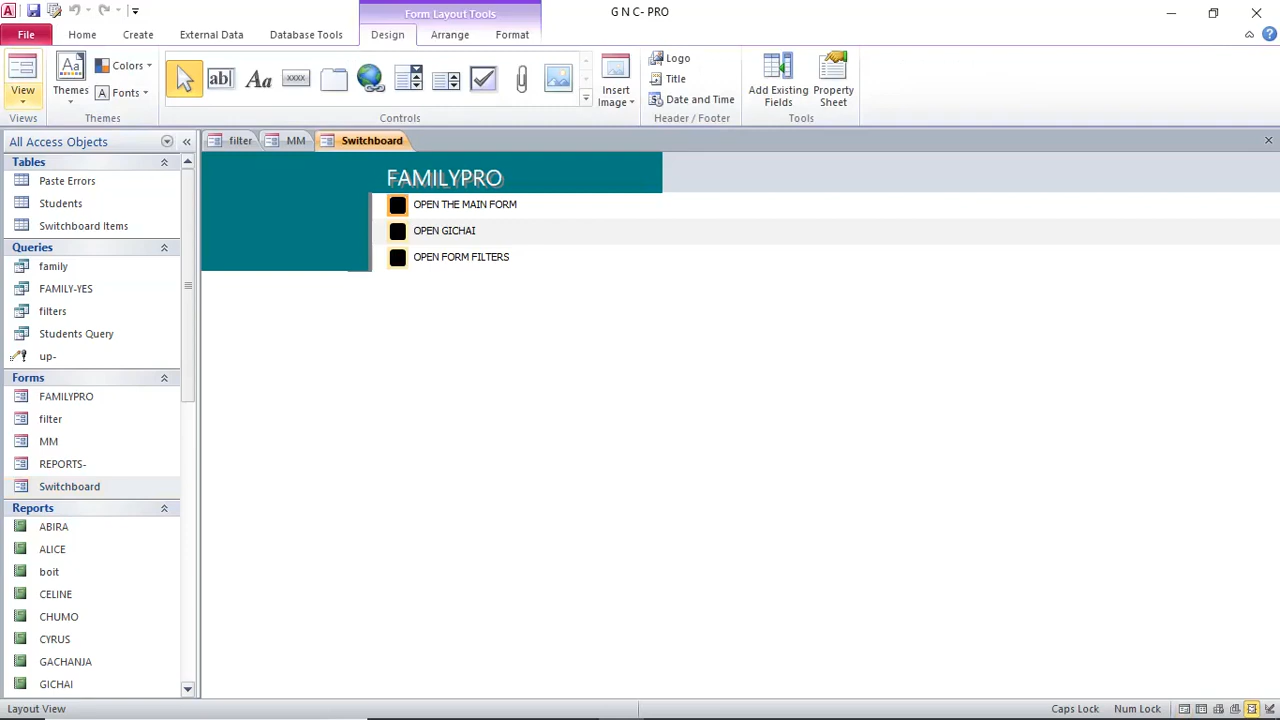 Form Layout Tools
G N C- PRO
File
Home
Create
External Data
Database Tools
Design
Arrange
Format
View
Themes
Colors
Fonts
ab|
Aa
xxxx
Insert
Image
Logo
Title
Date and Time
Add Existing
Fields
Property
Sheet
Views
Themes
Controls
Header / Footer
Tools
All Access Objects
filter
MM
Switchboard
Tables
Paste Errors
Students
Switchboard Items
Queries
family
FAMILY-YES
filters
Students Query
up-
Forms
FAMILYPRO
filter
MM
REPORTS-
Switchboard
Reports
ABIRA
ALICE
boit
CELINE
CHUMO
CYRUS
GACHANJA
GICHAI
FAMILYPRO
OPEN THE MAIN FORM
OPEN GICHAI
OPEN FORM FILTERS
Layout View
Caps Lock
Num Lock